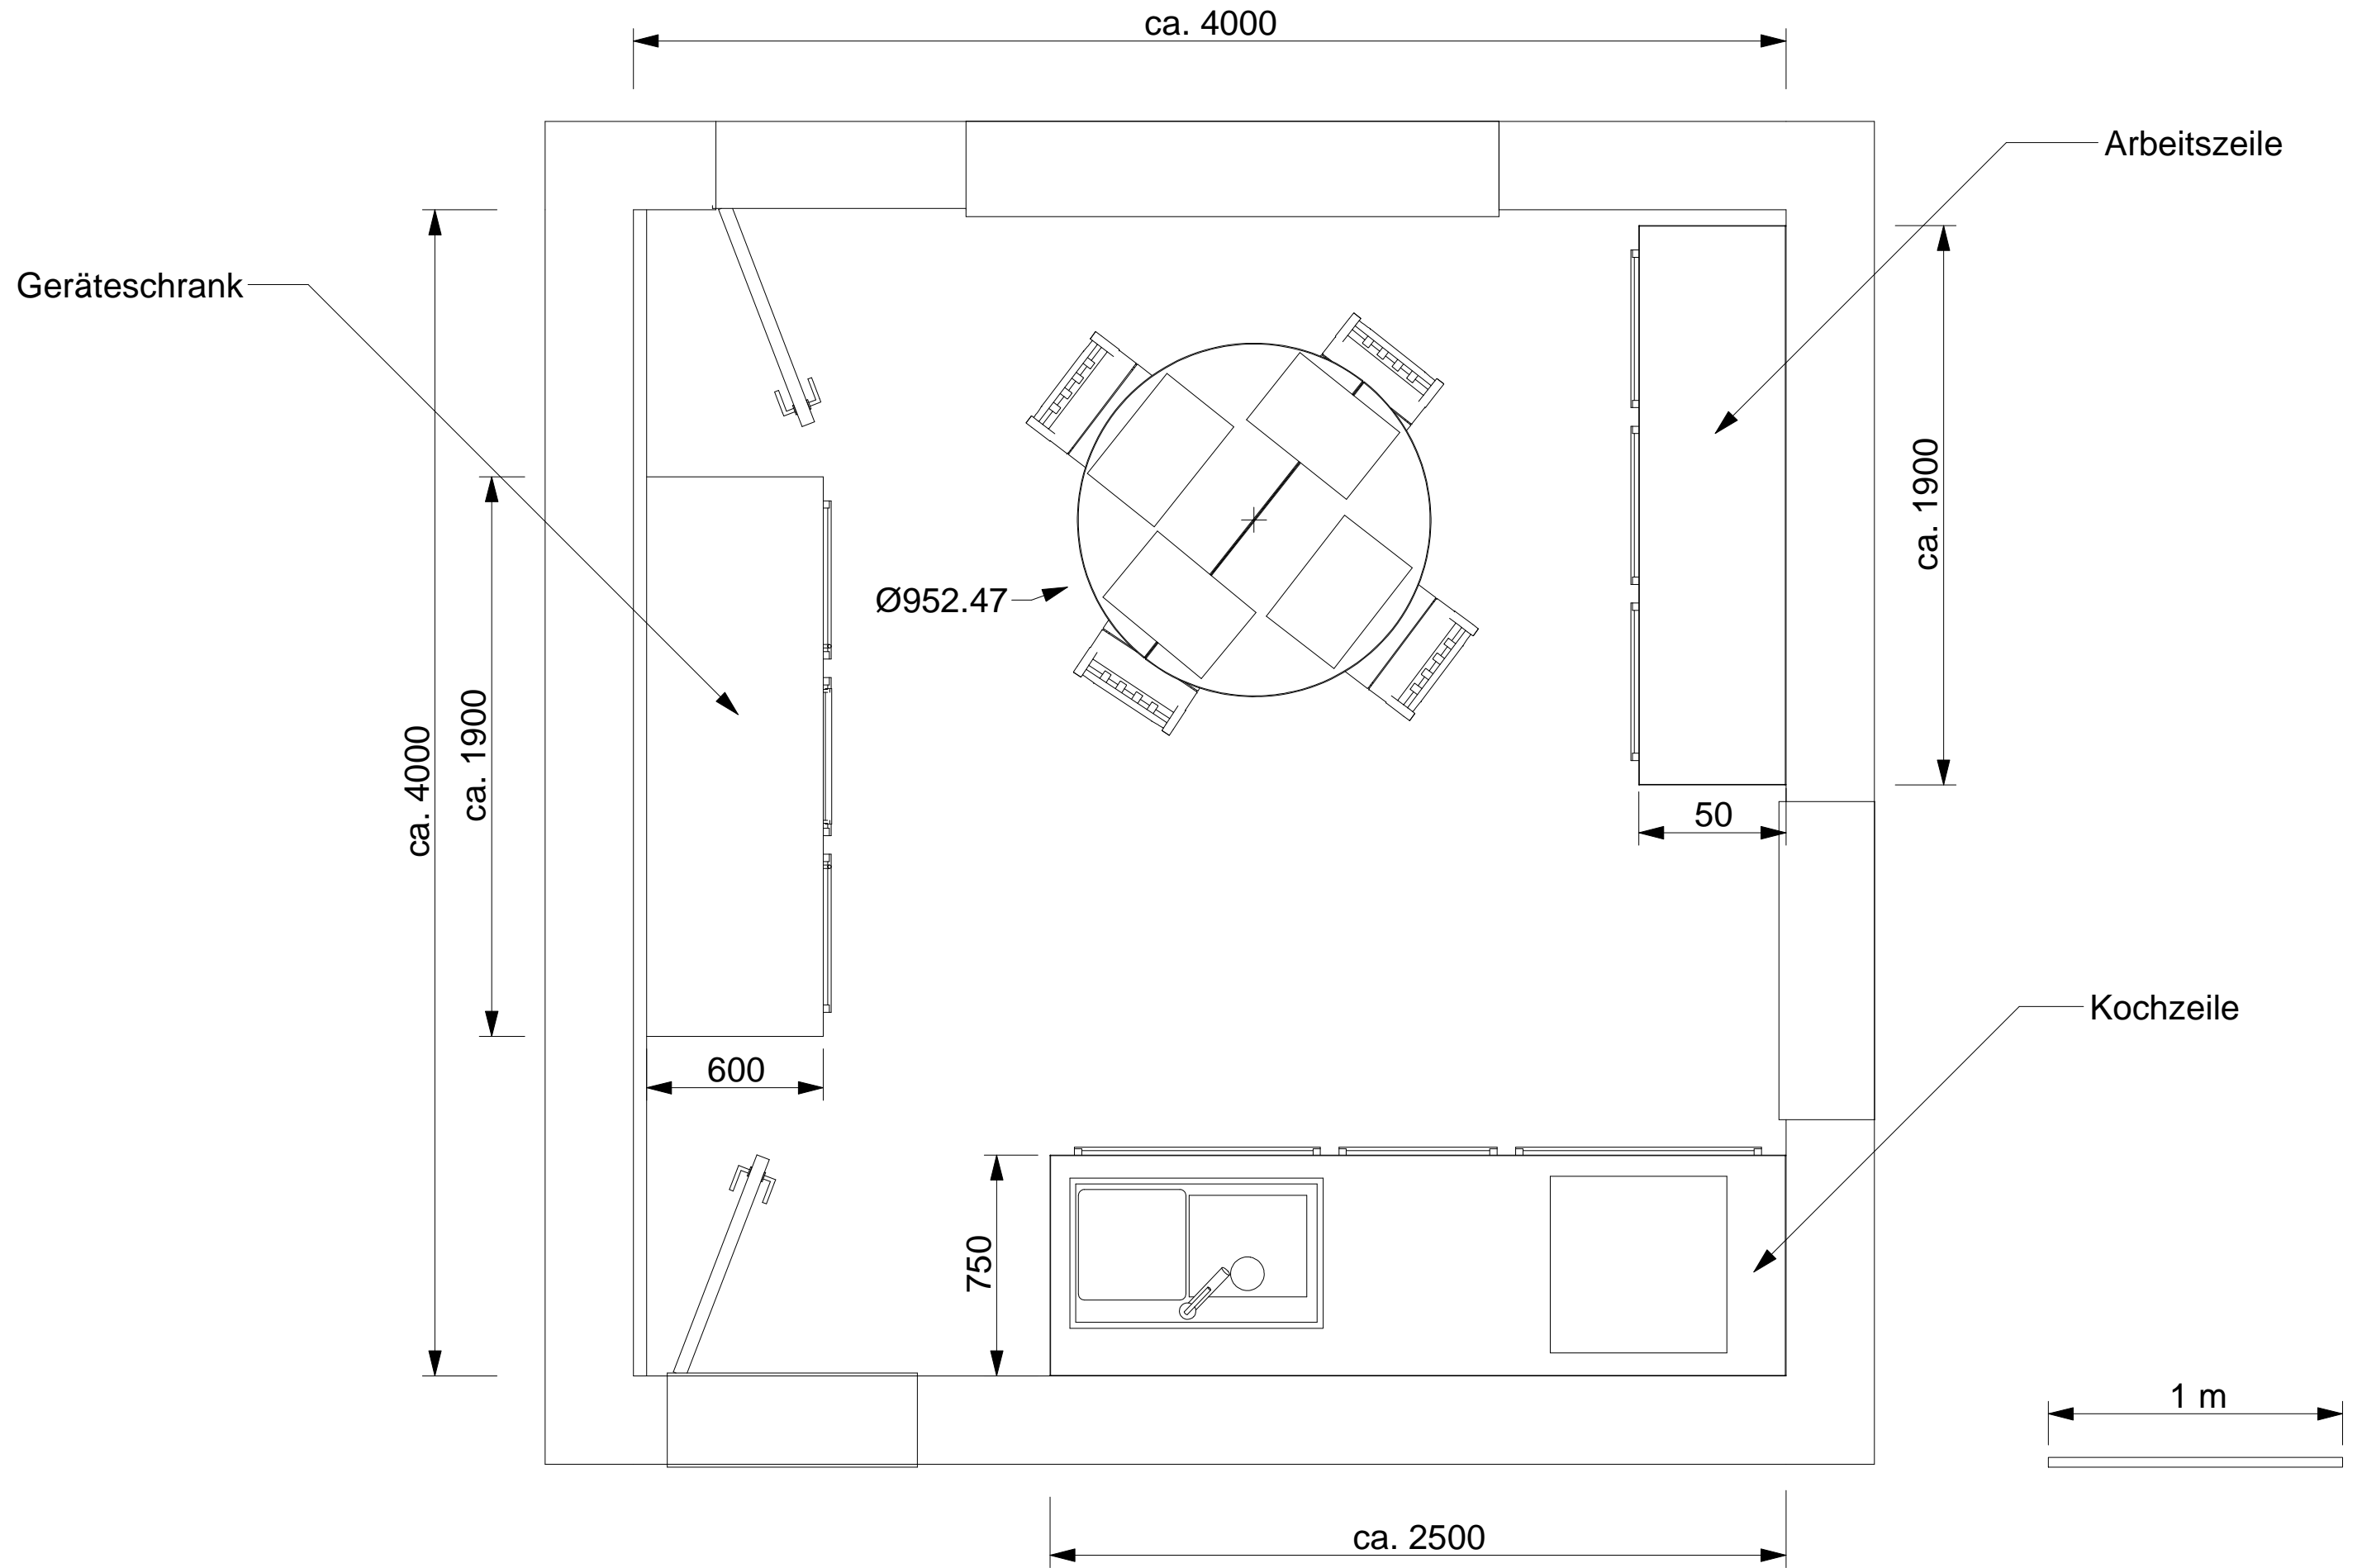 ca. 4000
Arbeitszeile
Geräteschrank
ca. 1900
Ø952.47
ca. 4000
ca. 1900
50
Kochzeile
600
750
1 m
ca. 2500